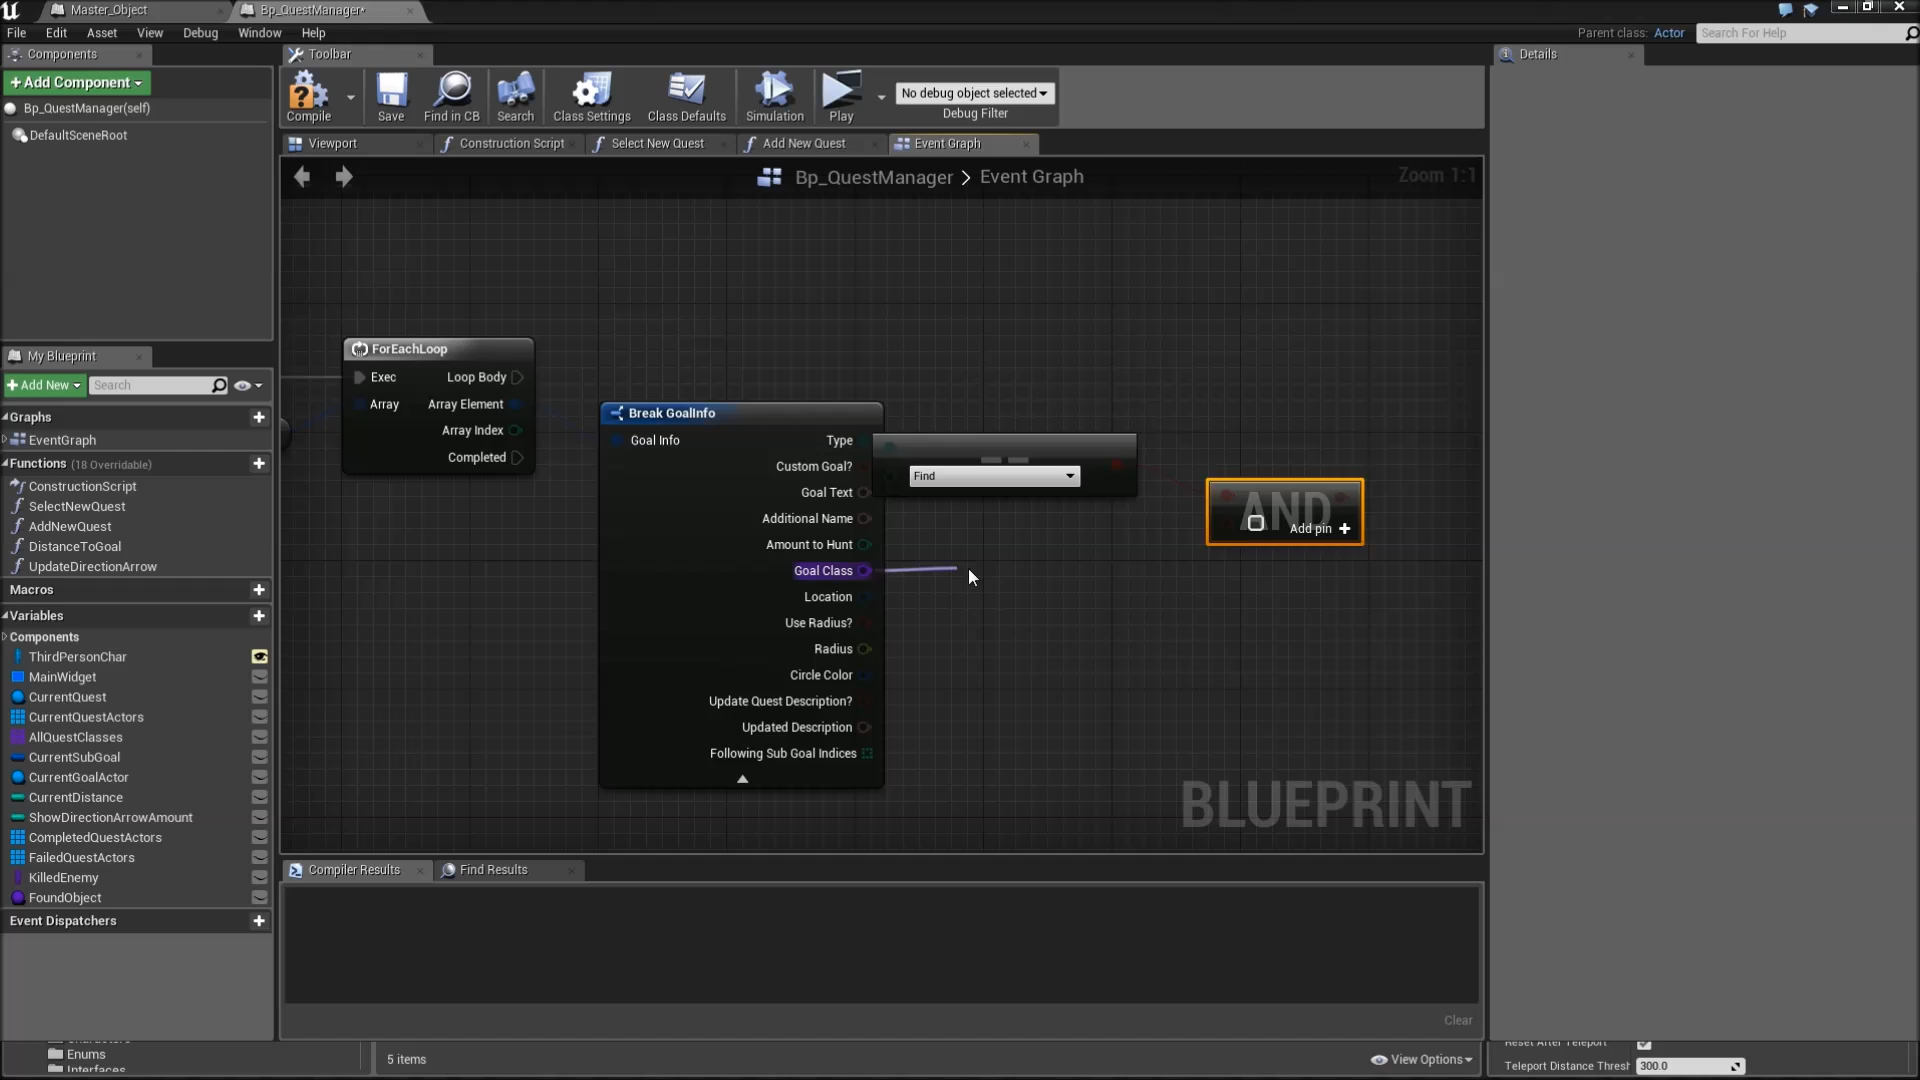 Master_Object
Bp_QuestManager*
File Edit Asset View Debug Window Help
Parent class: Actor
Search For Help
Components
Toolbar
Details
+Add Component
Bp_QuestManager(self)
DefaultSceneRoot
Compile
Save
Find in CB
Search
Class Settings
Class Defaults
Simulation
Play
No debug object selected
Debug Filter
Viewport
Construction Script
Select New Quest
Add New Quest
Event Graph
Bp_QuestManager > Event Graph
Zoom 1:1
My Blueprint
+Add New
Search
Graphs
EventGraph
Functions (18 Overridable)
ConstructionScript
SelectNewQuest
AddNewQuest
DistanceToGoal
UpdateDirectionArrow
Macros
Variables
Components
ThirdPersonChar
MainWidget
CurrentQuest
CurrentQuestActors
AllQuestClasses
CurrentSubGoal
CurrentGoalActor
CurrentDistance
ShowDirectionArrowAmount
CompletedQuestActors
FailedQuestActors
KilledEnemy
FoundObject
Event Dispatchers
ForEachLoop
Exec
Loop Body
Array
Array Element
Array Index
Completed
Break GoalInfo
Goal Info
Type
Custom Goal?
Goal Text
Additional Name
Amount to Hunt
Goal Class
Location
Use Radius?
Radius
Circle Color
Update Quest Description?
Updated Description
Following Sub Goal Indices
==
Find
AND
Add pin +
BLUEPRINT
Compiler Results
Find Results
Clear
Characters
Enums
Interfaces
5 items
View Options
Reset After Teleport
Teleport Distance Thresh
300.0